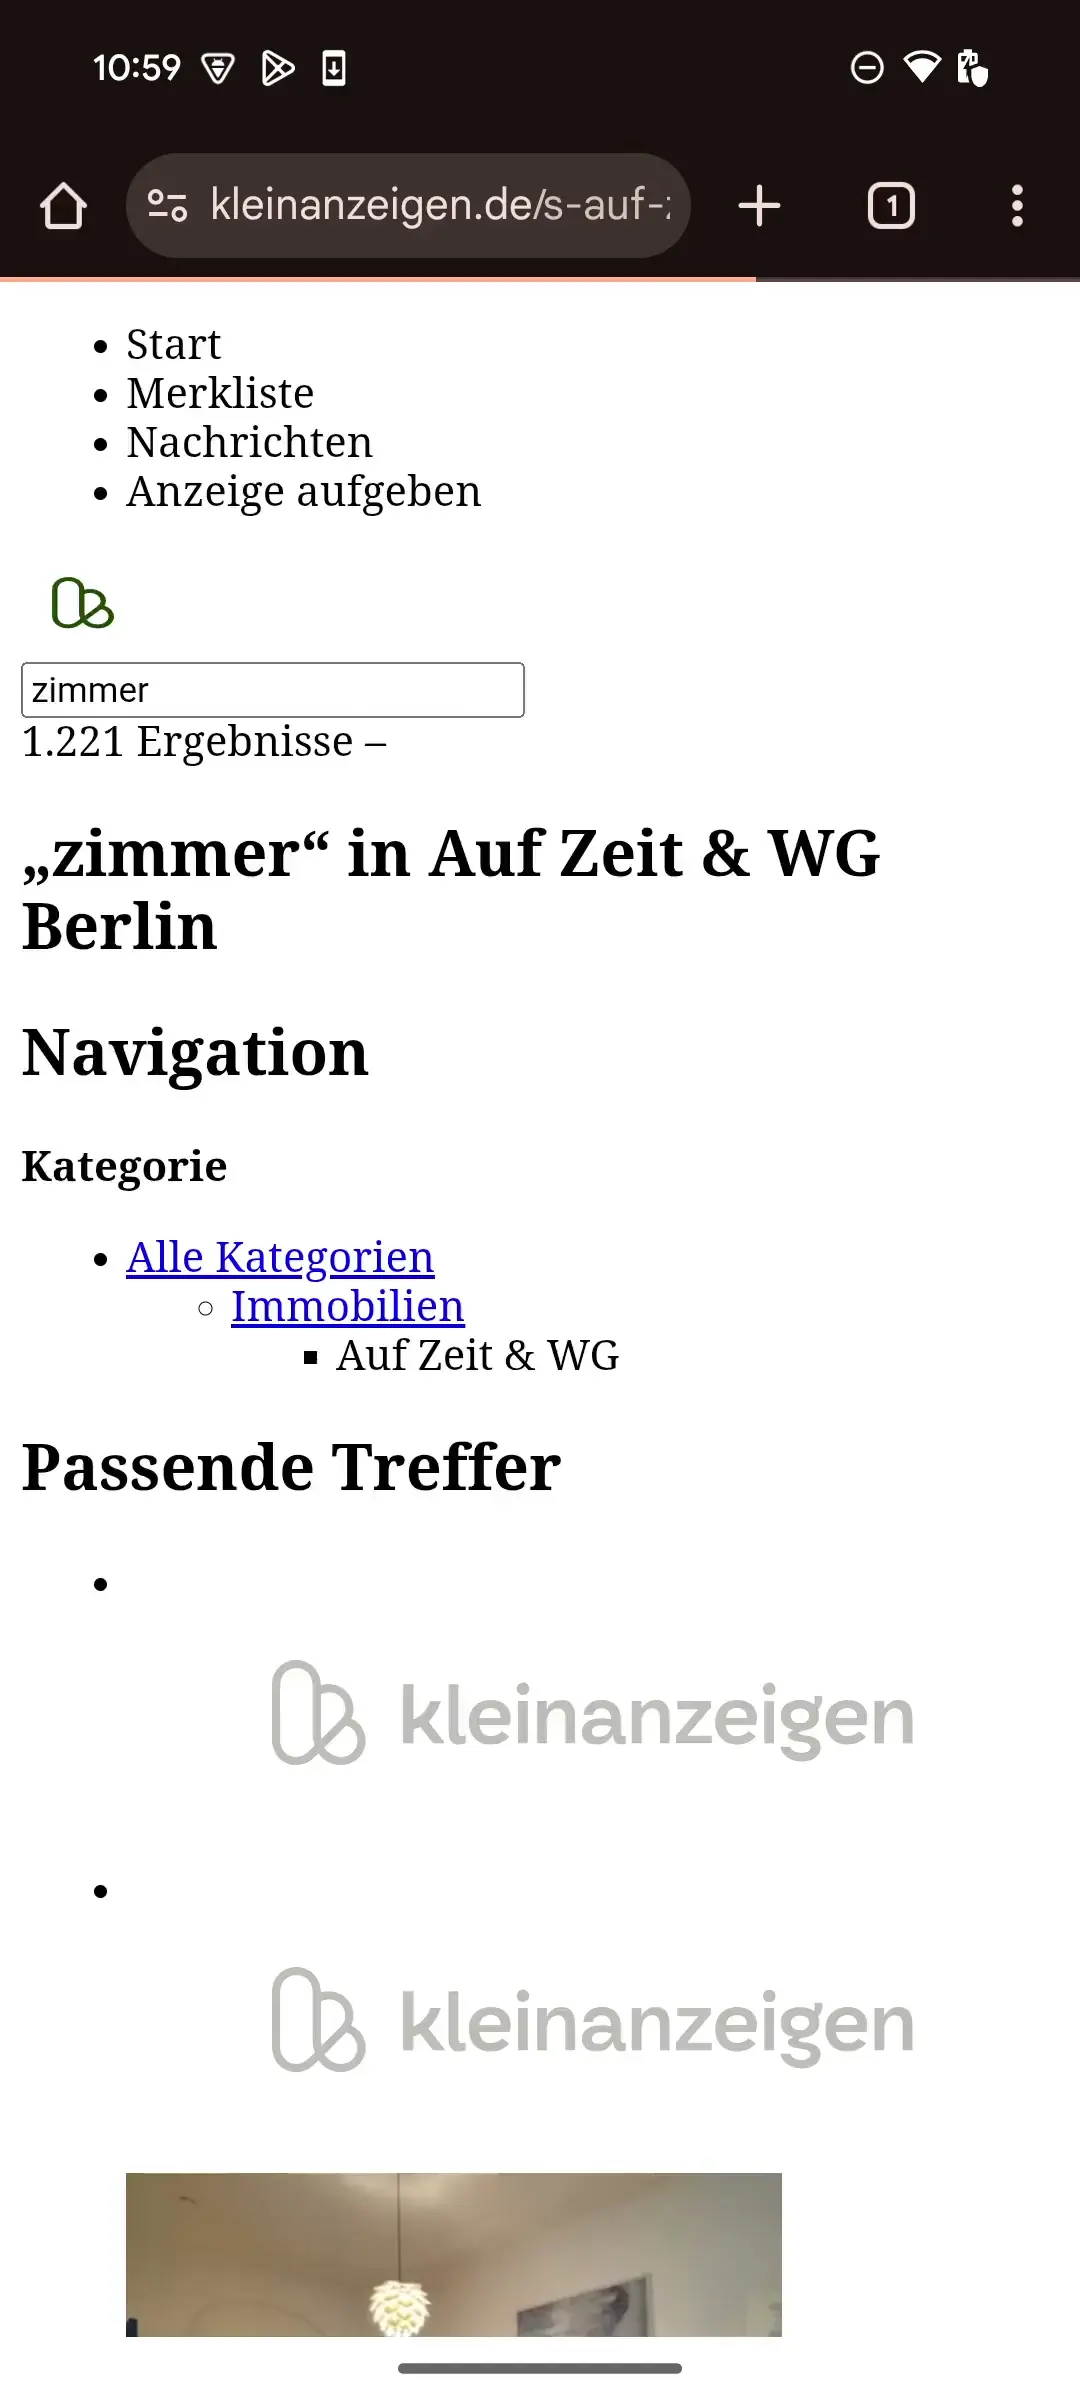 10:59
kleinanzeigen.de/s-auf-
1
Start
Merkliste
Nachrichten
Anzeige aufgeben
zimmer
1.221 Ergebnisse –
„zimmer“ in Auf Zeit & WG
Berlin
Navigation
Kategorie
Alle Kategorien
Immobilien
Auf Zeit & WG
Passende Treffer
kleinanzeigen
kleinanzeigen